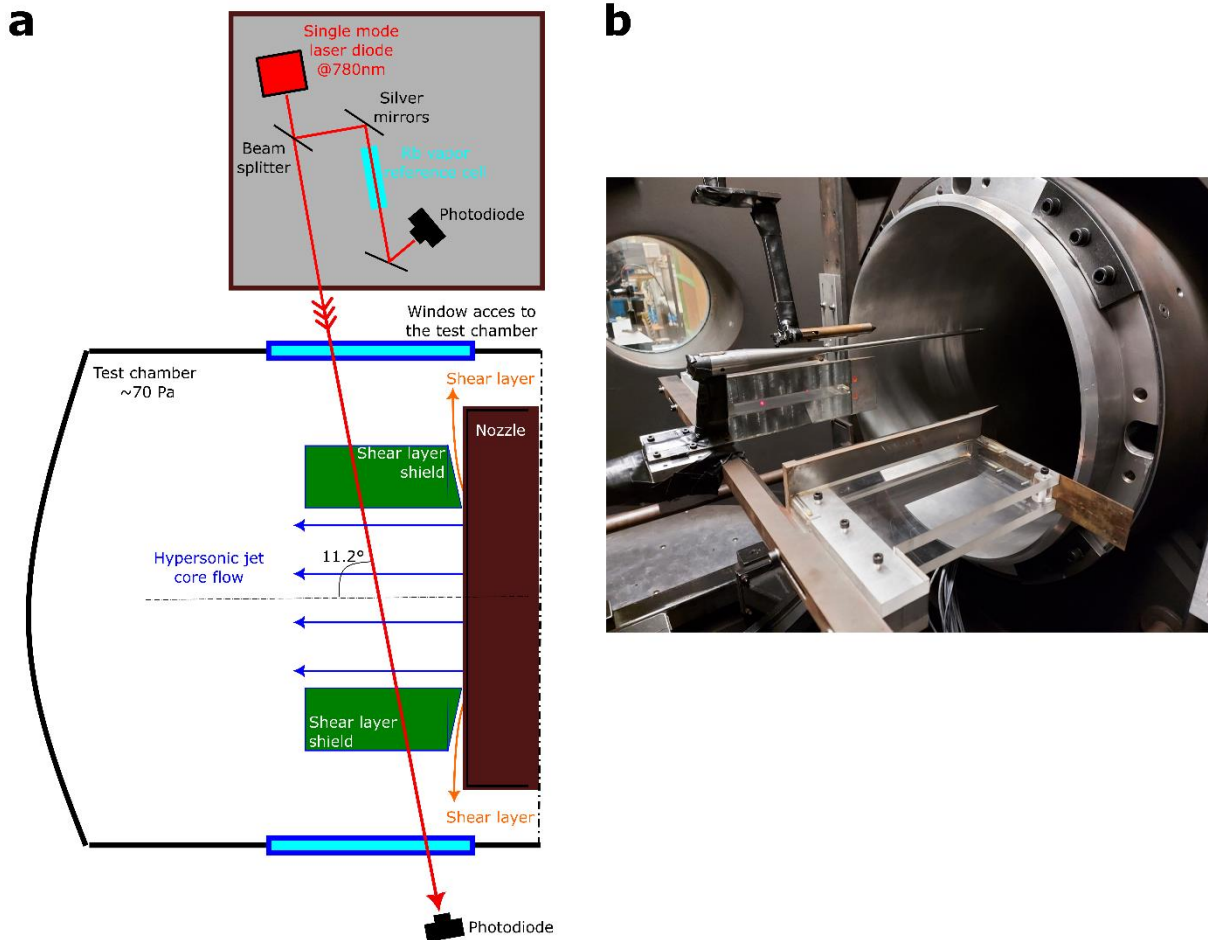 a
b
Single mode
laser diode
@780nm
Silver
mirrors
Beam
splitter
Rb vapor
reference cell
Photodiode
Window acces to
the test chamber
Test chamber
~70 Pa
Shear layer
Nozzle
Shear layer
shield
11.2°
Hypersonic jet
core flow
Shear layer
shield
Shear layer
Photodiode